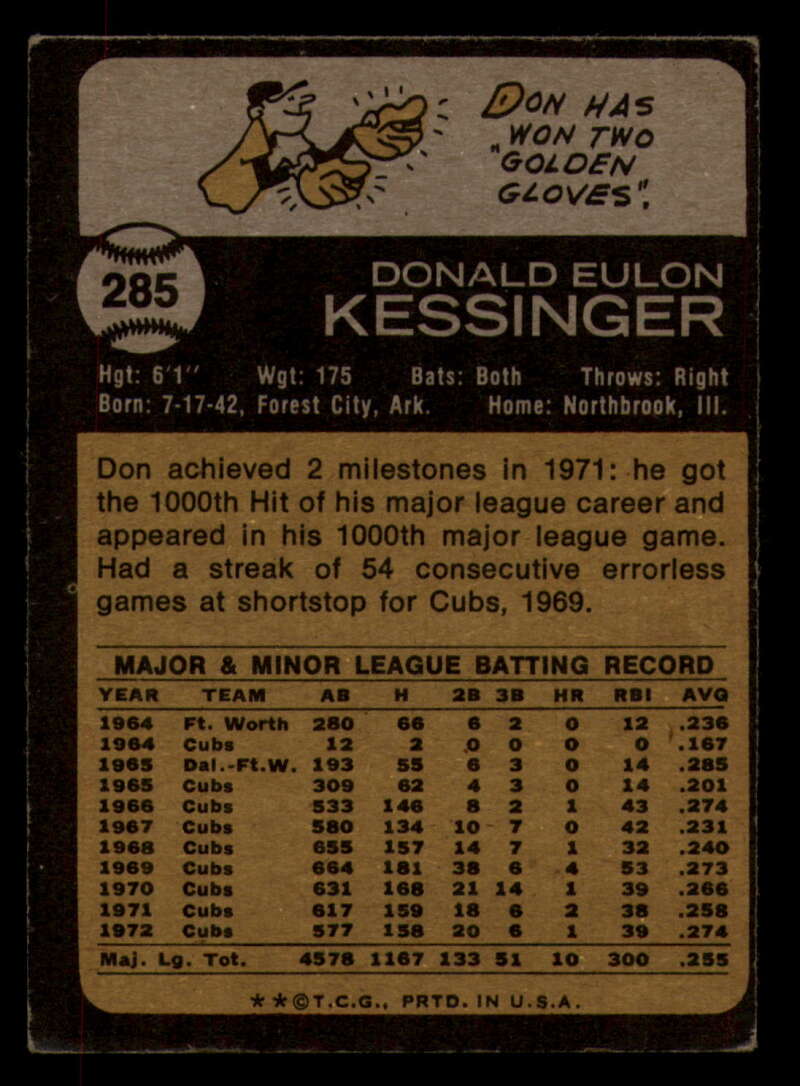 DON HAS
WON TWO
"GOLDEN
GLOVES".
285
DONALD EULON
KESSINGER
Hgt: 6'1" Wgt: 175 Bats: Both Throws: Right
Born: 7-17-42, Forest City, Ark. Home: Northbrook, Ill.
Don achieved 2 milestones in 1971: he got
the 1000th Hit of his major league career and
appeared in his 1000th major league game.
Had a streak of 54 consecutive errorless
games at shortstop for Cubs, 1969.
MAJOR & MINOR LEAGUE BATTING RECORD
YEAR TEAM AB H 2B 3B HR RBI AVG
1964 Ft. Worth 280 66 6 2 0 12 .236
1964 Cubs 12 2 0 0 0 0 .167
1965 Dal.-Ft.W. 193 55 6 3 0 14 .285
1965 Cubs 309 62 4 3 0 14 .201
1966 Cubs 533 146 8 2 1 43 .274
1967 Cubs 580 134 10 7 0 42 .231
1968 Cubs 655 157 14 7 1 32 .240
1969 Cubs 664 181 38 6 4 53 .273
1970 Cubs 631 168 21 14 1 39 .266
1971 Cubs 617 159 18 6 2 38 .258
1972 Cubs 577 158 20 6 1 39 .274
Maj. Lg. Tot. 4578 1167 133 51 10 300 .255
**©T.C.G., PRTD. IN U.S.A.